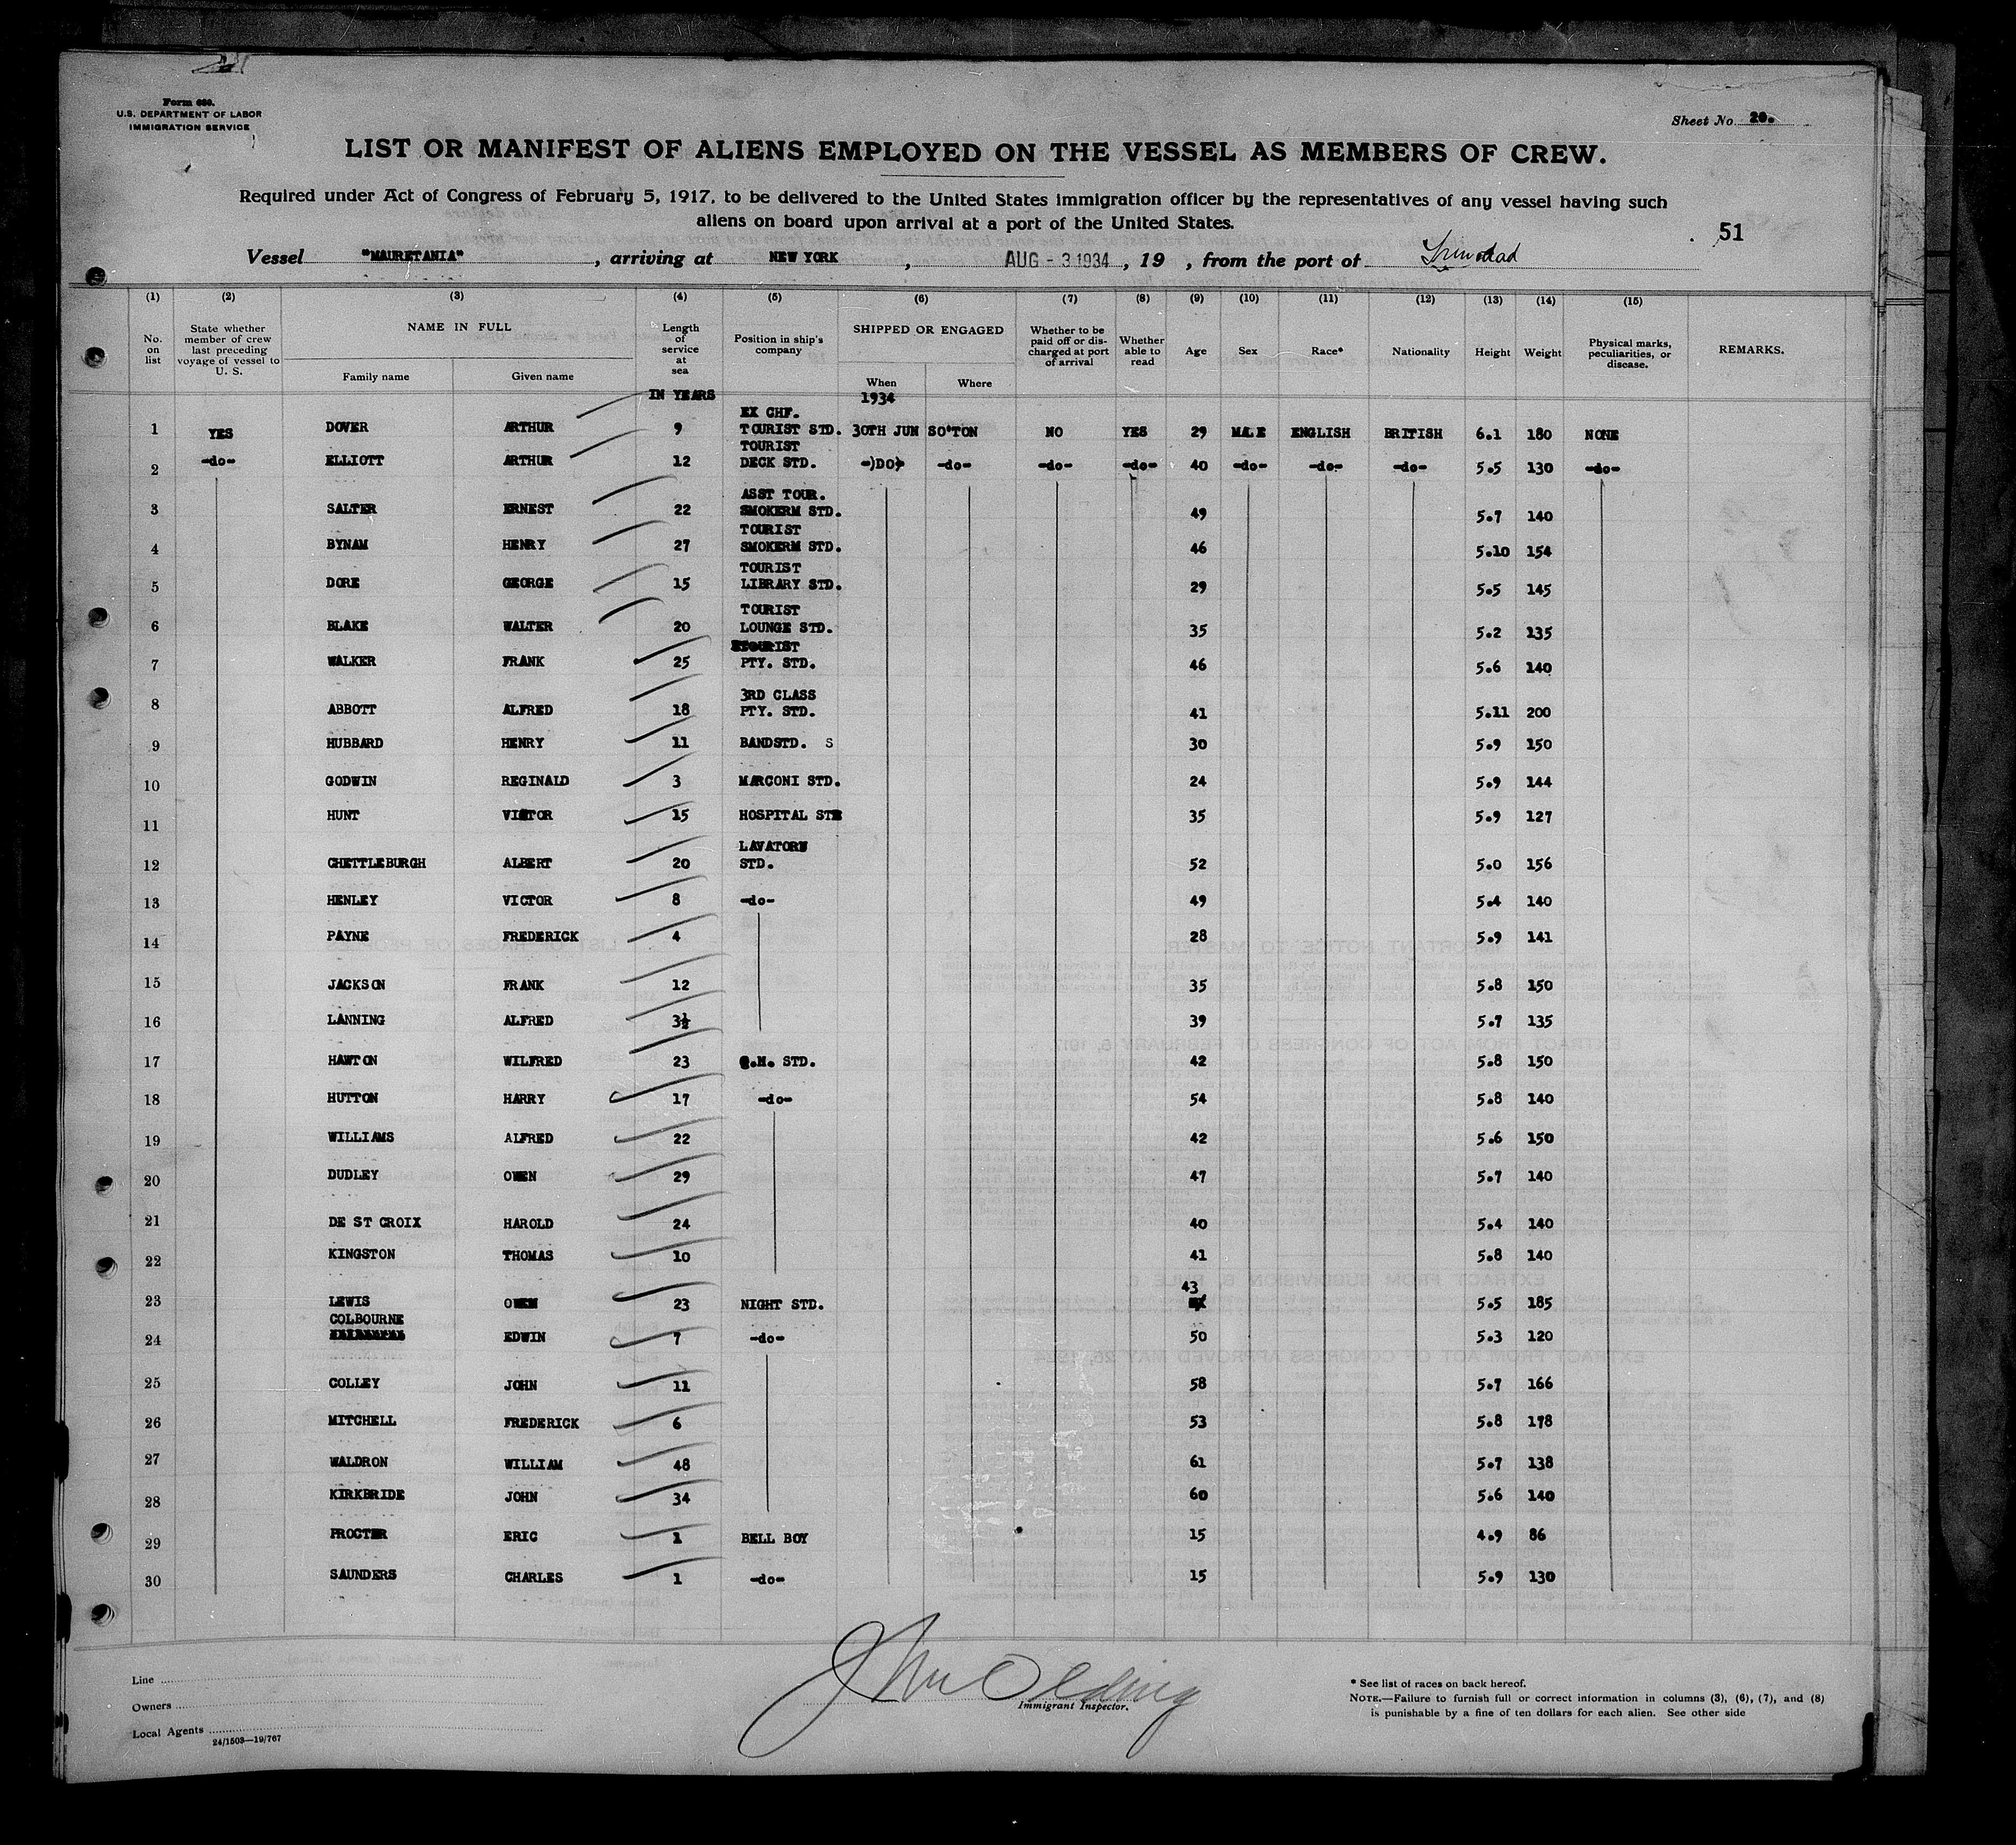 Form 680.
U.S. DEPARTMENT OF LABOR
IMMIGRATION SERVICE
Sheet No. 20.
LIST OR MANIFEST OF ALIENS EMPLOYED ON THE VESSEL AS MEMBERS OF CREW.
Required under Act of Congress of February 5, 1917, to be delivered to the United States immigration officer by the representatives of any vessel having such
aliens on board upon arrival at a port of the United States.
51
Vessel "MAURETANIA", arriving at NEW YORK, AUG - 3 1934, 19 , from the port of Trinidad
(1) (2) (3) (4) (5) (6) (7) (8) (9) (10) (11) (12) (13) (14) (15)
No. on list
State whether member of crew last preceding voyage of vessel to U. S.
NAME IN FULL
Family name Given name
Length of service at sea
Position in ship's company
SHIPPED OR ENGAGED
When Where
Whether to be paid off or discharged at port of arrival
Whether able to read
Age Sex Race* Nationality Height Weight
Physical marks, peculiarities, or disease.
REMARKS.
IN YEARS 1934
1 YES DOVER ARTHUR 9 EX CHF. TOURIST STD. 30TH JUN SO'TON NO YES 29 MALE ENGLISH BRITISH 6.1 180 NONE
2 -do- ELLIOTT ARTHUR 12 TOURIST DECK STD. -)DO) -do- -do- -do- 40 -do- -do- -do- 5.5 130 -do-
3 SALTER ERNEST 22 ASST TOUR. SMOKERM STD. 49 5.7 140
4 BYNAM HENRY 27 TOURIST SMOKERM STD. 46 5.10 154
5 DORE GEORGE 15 TOURIST LIBRARY STD. 29 5.5 145
6 BLAKE WALTER 20 TOURIST LOUNGE STD. 35 5.2 135
7 WALKER FRANK 25 TOURIST PTY. STD. 46 5.6 140
8 ABBOTT ALFRED 18 3RD CLASS PTY. STD. 41 5.11 200
9 HUBBARD HENRY 11 BANDSTD. S 30 5.9 150
10 GODWIN REGINALD 3 MARCONI STD. 24 5.9 144
11 HUNT VICTOR 15 HOSPITAL STD 35 5.9 127
12 CHETTLEBURGH ALBERT 20 LAVATORY STD. 52 5.0 156
13 HENLEY VICTOR 8 -do- 49 5.4 140
14 PAYNE FREDERICK 4 28 5.9 141
15 JACKSON FRANK 12 35 5.8 150
16 LANNING ALFRED 3½ 39 5.7 135
17 HAWTON WILFRED 23 G.H. STD. 42 5.8 150
18 HUTTON HARRY 17 -do- 54 5.8 140
19 WILLIAMS ALFRED 22 42 5.6 150
20 DUDLEY OWEN 29 47 5.7 140
21 DE ST CROIX HAROLD 24 40 5.4 140
22 KINGSTON THOMAS 10 41 5.8 140
23 LEWIS OWEN 23 NIGHT STD. 43 5.5 185
24 COLBOURNE EDWIN 7 -do- 50 5.3 120
25 COLLEY JOHN 11 58 5.7 166
26 MITCHELL FREDERICK 6 53 5.8 178
27 WALDRON WILLIAM 48 61 5.7 138
28 KIRKBRIDE JOHN 34 60 5.6 140
29 PROCTER ERIC 1 BELL BOY 15 4.9 86
30 SAUNDERS CHARLES 1 -do- 15 5.9 130
Line
Owners
Local Agents
24/1503—19/767
Immigrant Inspector.
* See list of races on back hereof.
NOTE.—Failure to furnish full or correct information in columns (3), (6), (7), and (8)
is punishable by a fine of ten dollars for each alien. See other side